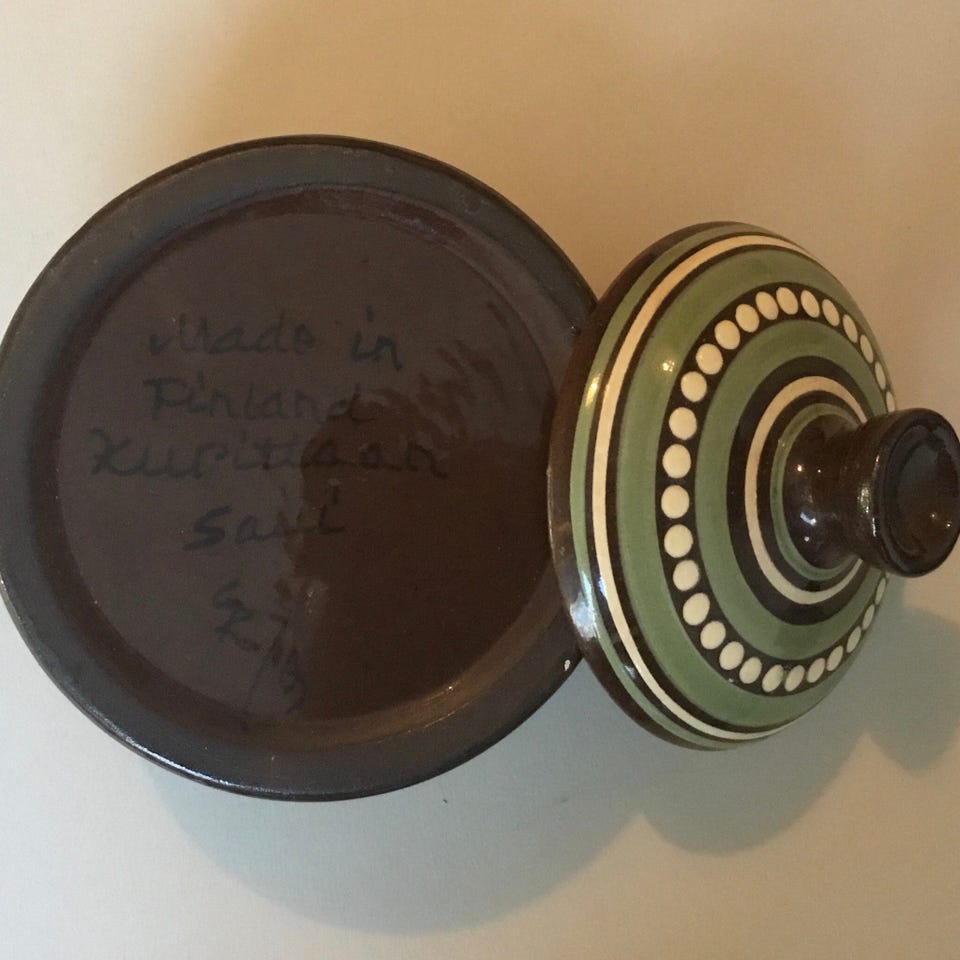 Made in
Finland
Kurittaan
Savi